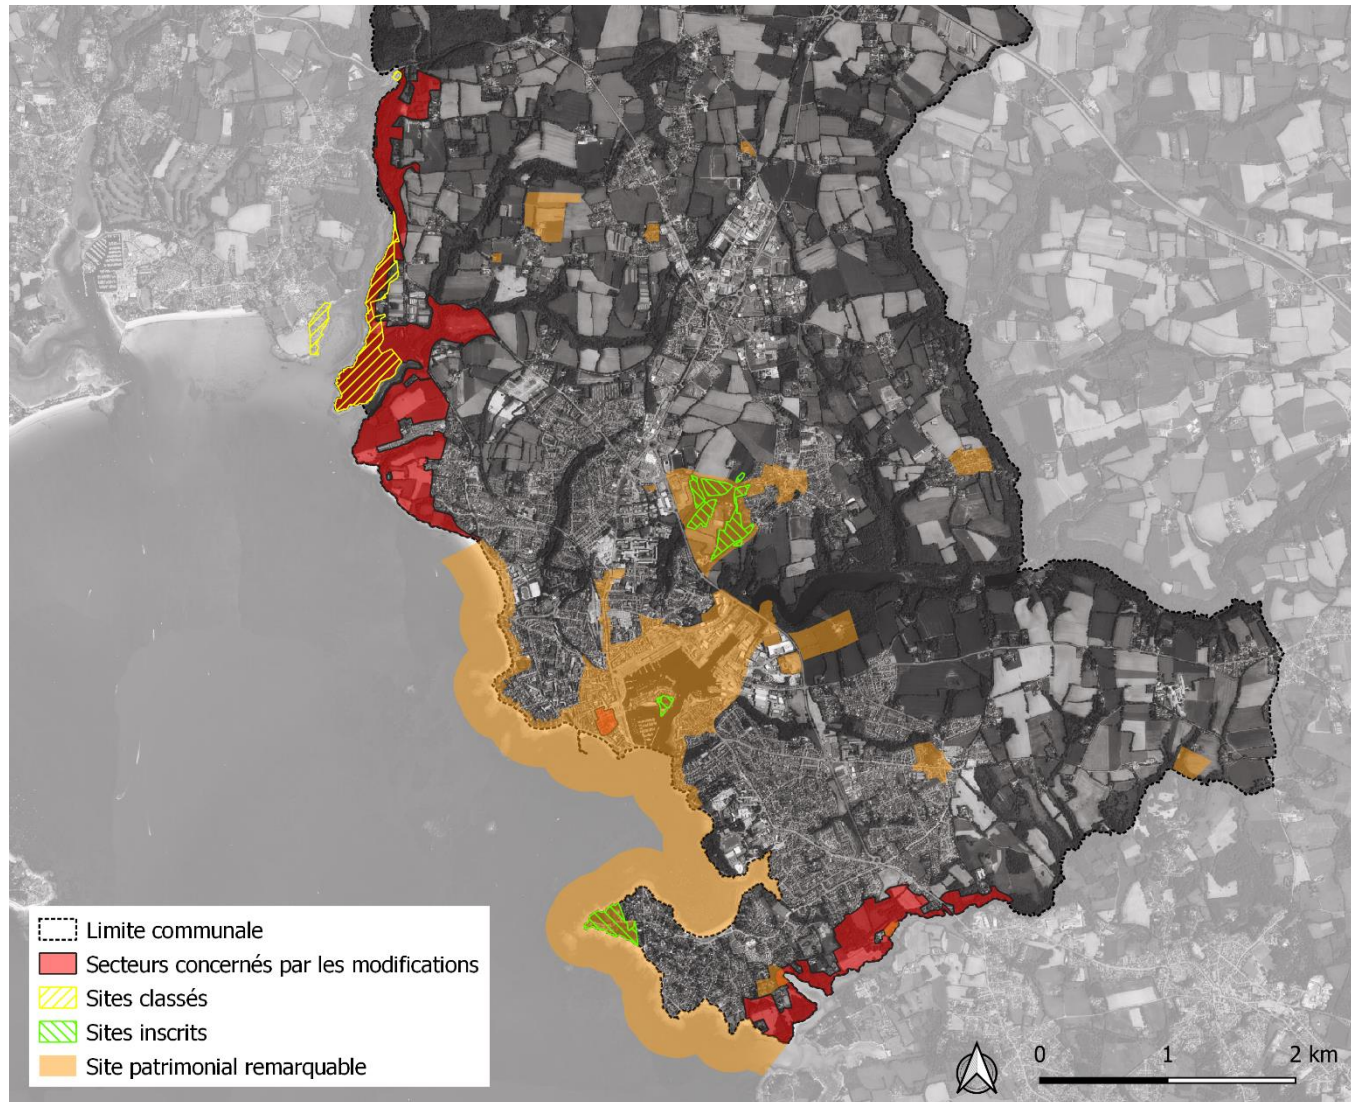 Limite communale
Secteurs concernés par les modifications
Sites classés
Sites inscrits
Site patrimonial remarquable
0 1 2 km